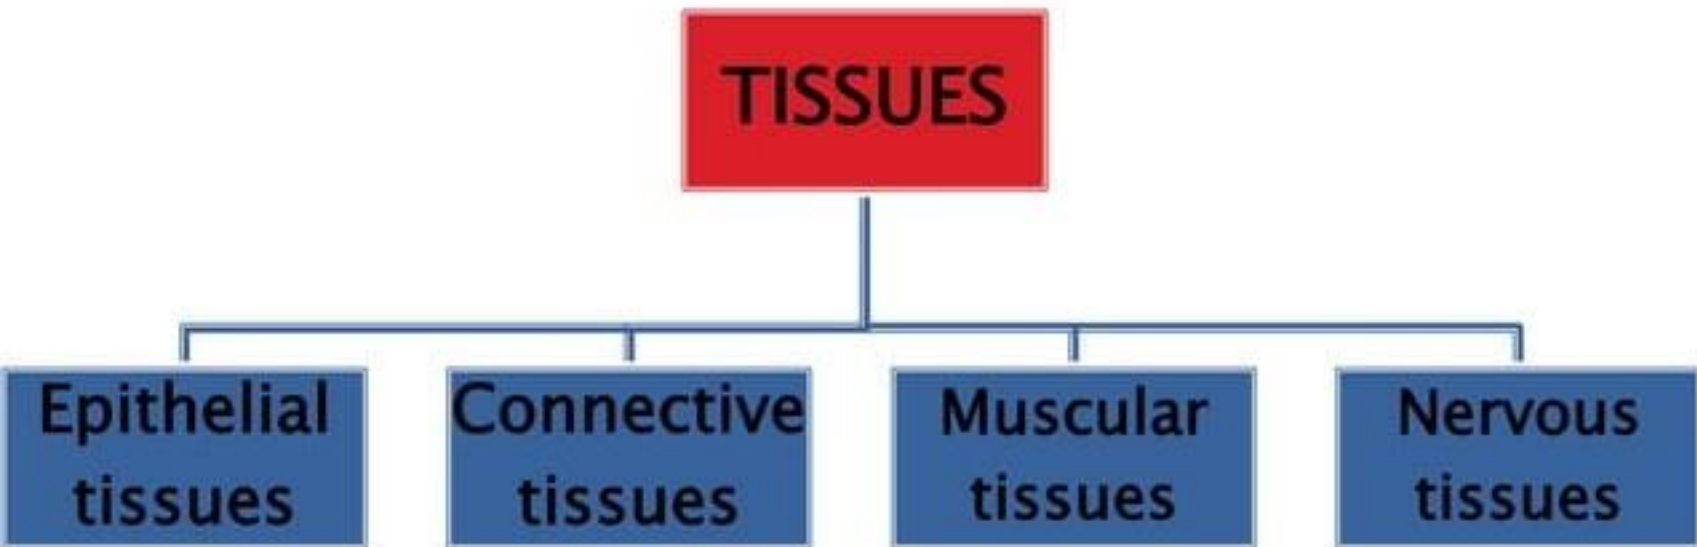 TISSUES
Epithelial
tissues
Connective
tissues
Muscular
tissues
Nervous
tissues